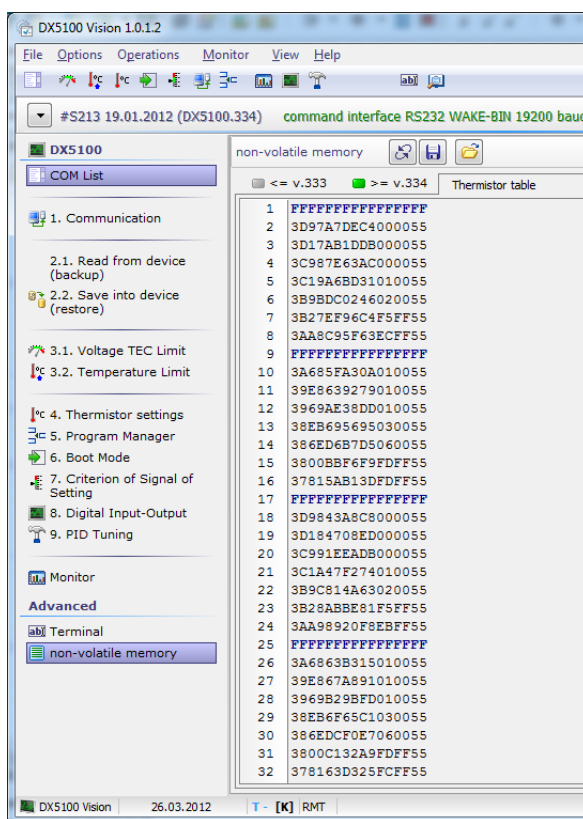 DX5100 Vision 1.0.1.2
File Options Operations Monitor View Help
#S213 19.01.2012 (DX5100.334) command interface RS232 WAKE-BIN 19200 baud
DX5100
COM List
1. Communication
2.1. Read from device
(backup)
2.2. Save into device
(restore)
3.1. Voltage TEC Limit
3.2. Temperature Limit
4. Thermistor settings
5. Program Manager
6. Boot Mode
7. Criterion of Signal of
Setting
8. Digital Input-Output
9. PID Tuning
Monitor
Advanced
Terminal
non-volatile memory
non-volatile memory
<= v.333 >= v.334 Thermistor table
1 FFFFFFFFFFFFFFFF
2 3D97A7DEC4000055
3 3D17AB1DDB000055
4 3C987E63AC000055
5 3C19A6BD31010055
6 3B9BDC0246020055
7 3B27EF96C4F5FF55
8 3AA8C95F63ECFF55
9 FFFFFFFFFFFFFFFF
10 3A685FA30A010055
11 39E8639279010055
12 3969AE38DD010055
13 38EB695695030055
14 386ED6B7D5060055
15 3800BBF6F9FDFF55
16 37815AB13DFDFF55
17 FFFFFFFFFFFFFFFF
18 3D9843A8C8000055
19 3D184708ED000055
20 3C991EEADB000055
21 3C1A47F274010055
22 3B9C814A63020055
23 3B28ABBE81F5FF55
24 3AA98920F8EBFF55
25 FFFFFFFFFFFFFFFF
26 3A6863B315010055
27 39E867A891010055
28 3969B29BFD010055
29 38EB6F65C1030055
30 386EDCF0E7060055
31 3800C132A9FDFF55
32 378163D325FCFF55
DX5100 Vision 26.03.2012 T - [K] RMT